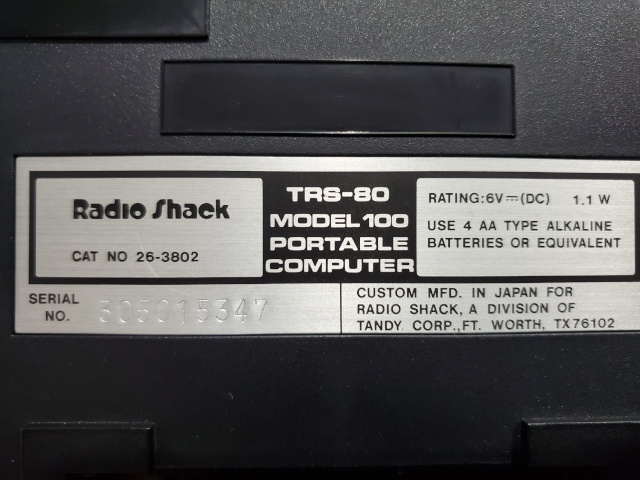 Radio Shack
CAT NO 26-3802
TRS-80
MODEL 100
PORTABLE
COMPUTER
RATING:6V⎓(DC) 1.1 W
USE 4 AA TYPE ALKALINE
BATTERIES OR EQUIVALENT
SERIAL
NO. 305015347
CUSTOM MFD. IN JAPAN FOR
RADIO SHACK, A DIVISION OF
TANDY CORP.,FT. WORTH, TX76102